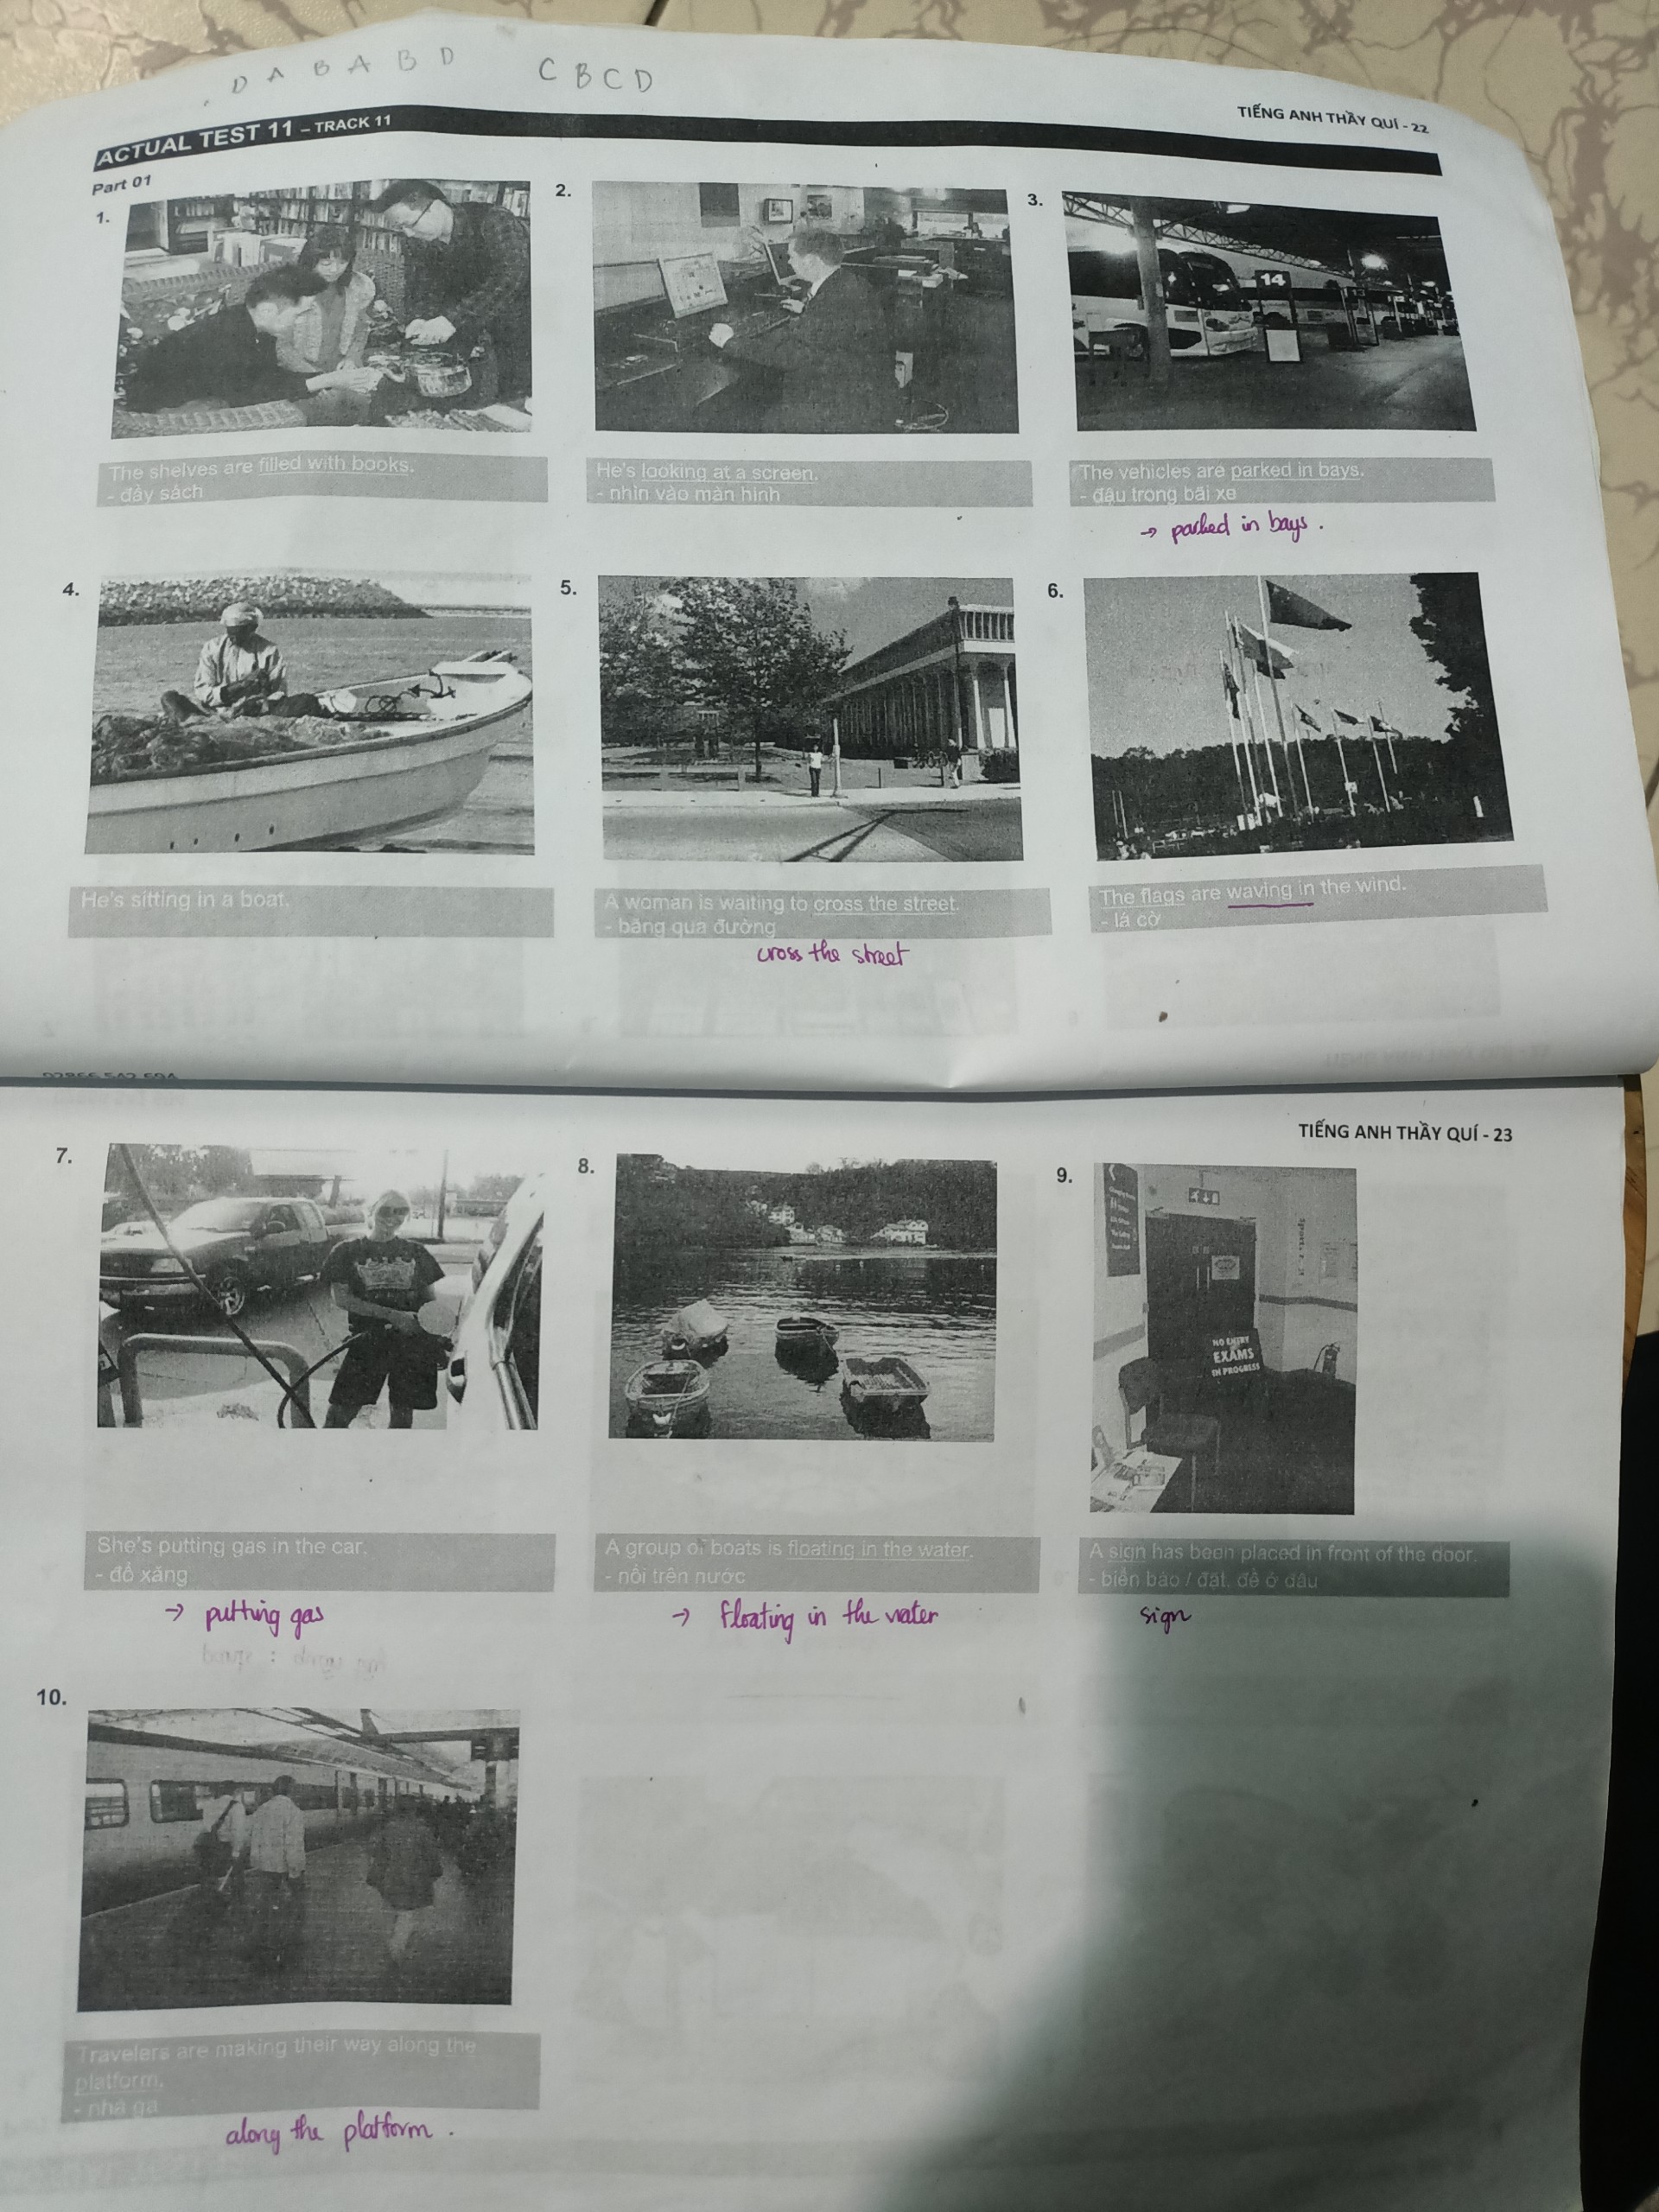 D A B A B D C B C D
TIẾNG ANH THẦY QUÍ - 22
ACTUAL TEST 11 – TRACK 11
Part 01
1.
2.
3.
14
The shelves are filled with books.
- đầy sách
He's looking at a screen.
- nhìn vào màn hình
The vehicles are parked in bays.
- đậu trong bãi xe
→ parked in bays.
4.
5.
6.
He's sitting in a boat.
A woman is waiting to cross the street.
- băng qua đường
cross the street
The flags are waving in the wind.
- lá cờ
TIẾNG ANH THẦY QUÍ - 23
7.
8.
9.
NO ENTRY
EXAMS
IN PROGRESS
She's putting gas in the car.
- đổ xăng
→ putting gas
A group of boats is floating in the water.
- nổi trên nước
→ floating in the water
A sign has been placed in front of the door.
- biển báo / đặt, để ở đâu
sign
10.
Travelers are making their way along the
platform.
- nhà ga
along the platform.